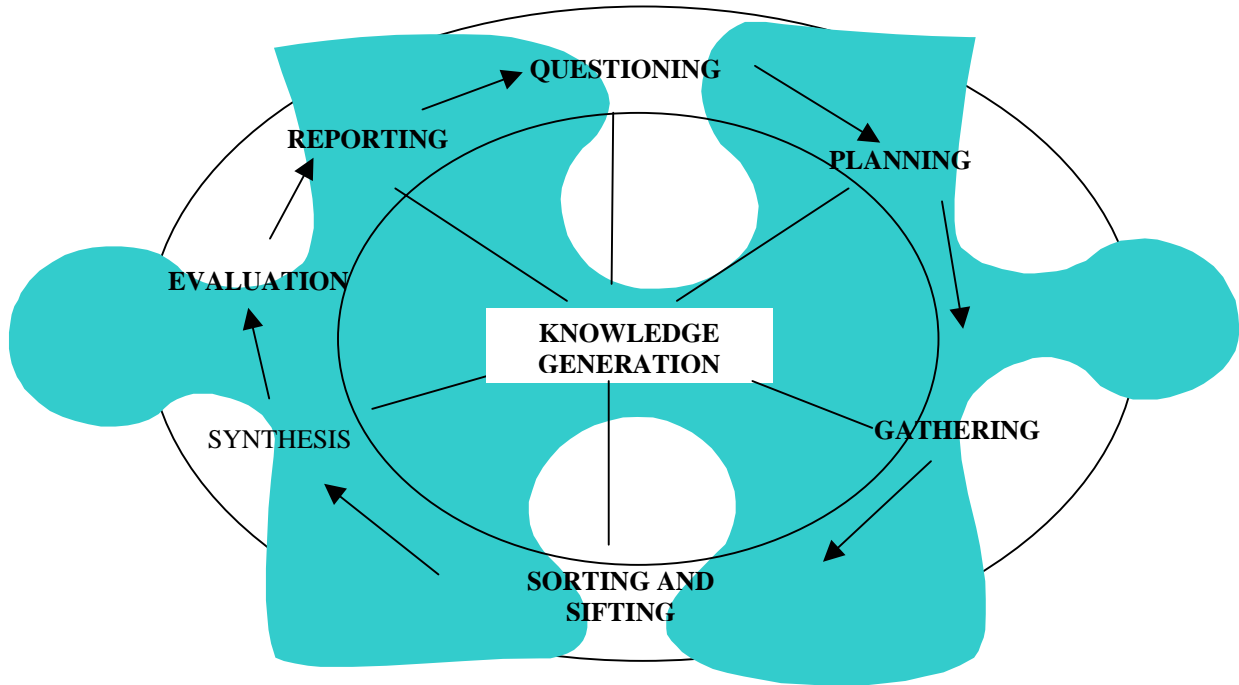 QUESTIONING
REPORTING
PLANNING
EVALUATION
KNOWLEDGE
GENERATION
GATHERING
SYNTHESIS
SORTING AND
SIFTING